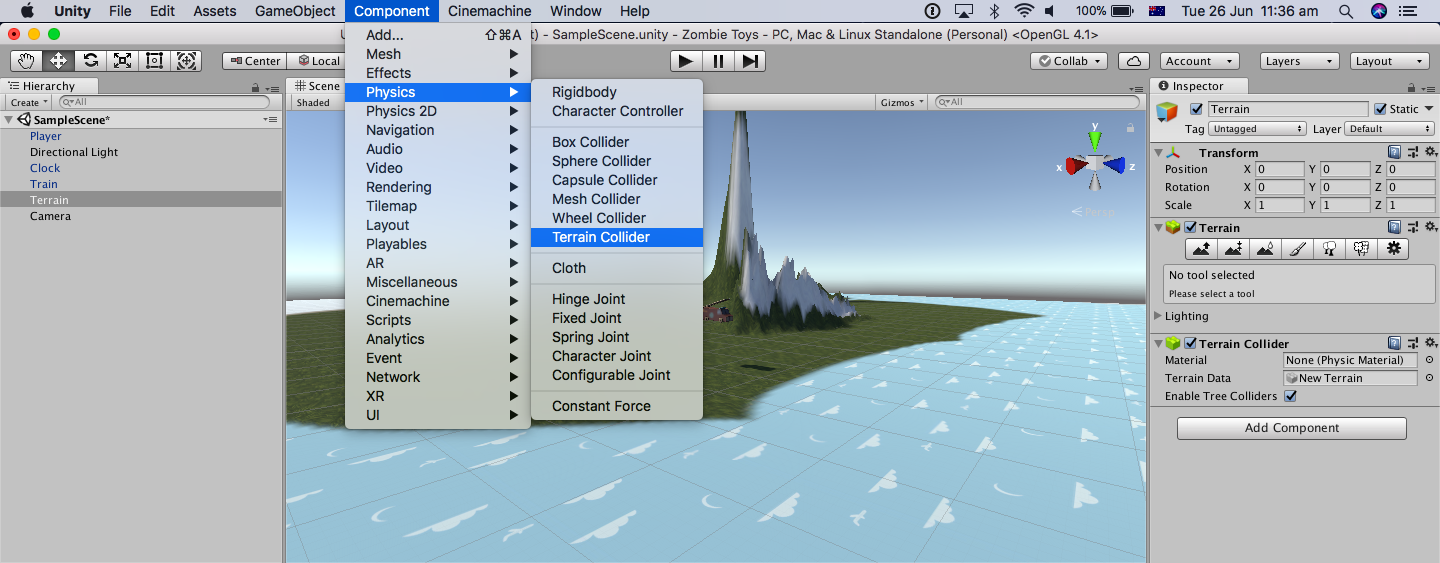 Unity File Edit Assets GameObject Component Cinemachine Window Help 100% Tue 26 Jun 11:36 am
U
t) - SampleScene.unity - Zombie Toys - PC, Mac & Linux Standalone (Personal) <OpenGL 4.1>
Center Local Collab Account Layers Layout
Hierarchy
Create All
SampleScene*
Player
Directional Light
Clock
Train
Terrain
Camera
Scene
Shaded
Gizmos All
Add... ⇧⌘A
Mesh
Effects
Physics
Physics 2D
Navigation
Audio
Video
Rendering
Tilemap
Layout
Playables
AR
Miscellaneous
Cinemachine
Scripts
Analytics
Event
Network
XR
UI
Rigidbody
Character Controller
Box Collider
Sphere Collider
Capsule Collider
Mesh Collider
Wheel Collider
Terrain Collider
Cloth
Hinge Joint
Fixed Joint
Spring Joint
Character Joint
Configurable Joint
Constant Force
y
x z
Persp
Inspector
Terrain Static
Tag Untagged Layer Default
Transform
Position X 0 Y 0 Z 0
Rotation X 0 Y 0 Z 0
Scale X 1 Y 1 Z 1
Terrain
No tool selected
Please select a tool
Lighting
Terrain Collider
Material None (Physic Material)
Terrain Data New Terrain
Enable Tree Colliders
Add Component